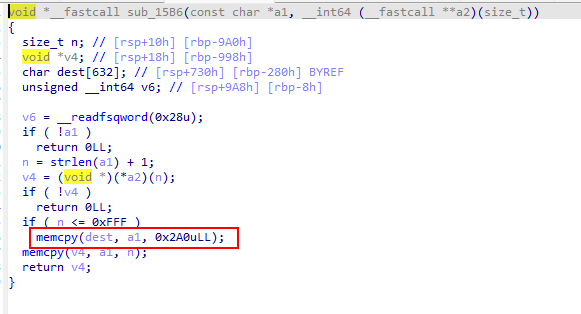 void *__fastcall sub_15B6(const char *a1, __int64 (__fastcall **a2)(size_t))
{
size_t n; // [rsp+10h] [rbp-9A0h]
void *v4; // [rsp+18h] [rbp-998h]
char dest[632]; // [rsp+730h] [rbp-280h] BYREF
unsigned __int64 v6; // [rsp+9A8h] [rbp-8h]
v6 = __readfsqword(0x28u);
if ( !a1 )
return 0LL;
n = strlen(a1) + 1;
v4 = (void *)(*a2)(n);
if ( !v4 )
return 0LL;
if ( n <= 0xFFF )
memcpy(dest, a1, 0x2A0uLL);
memcpy(v4, a1, n);
return v4;
}